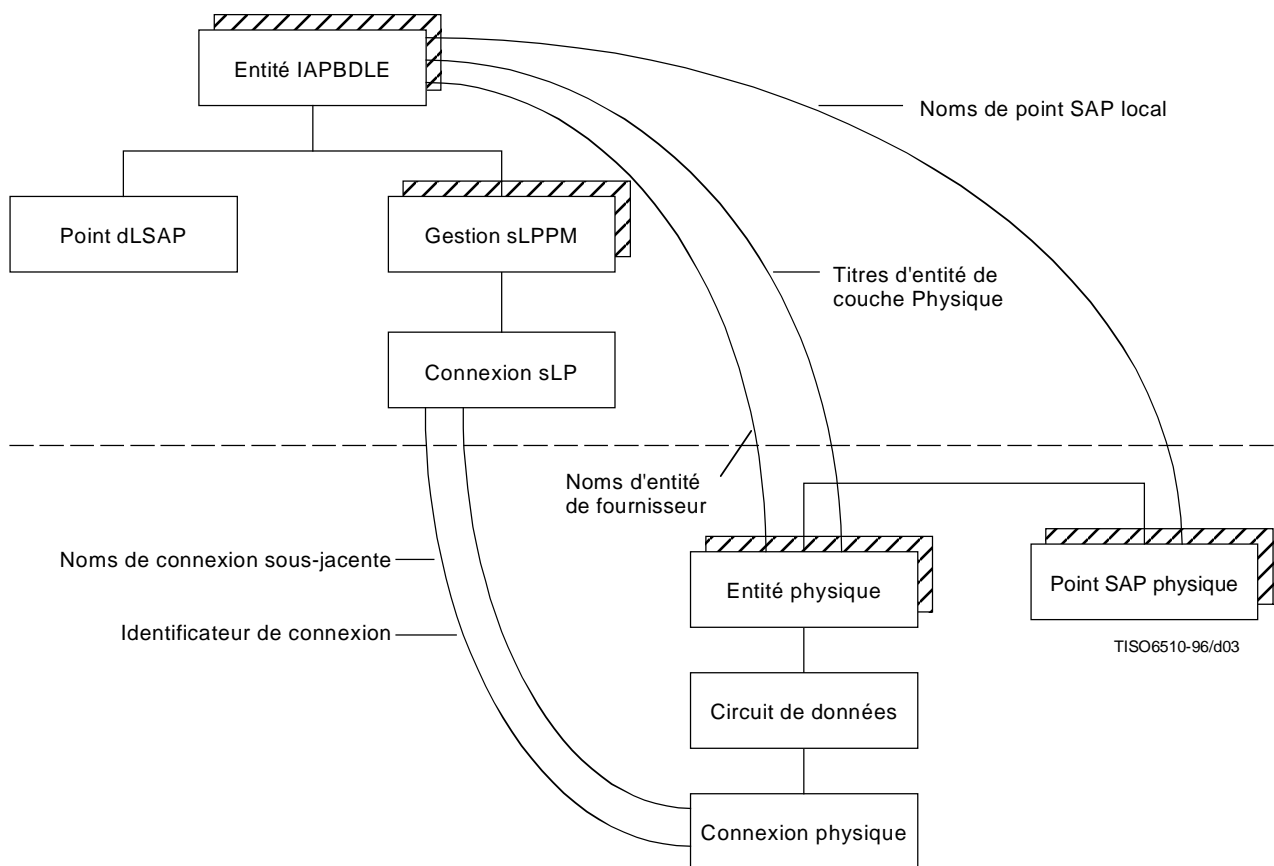 Entité lAPBDLE
Noms de point SAP local
Point dLSAP
Gestion sLPPM
Titres d'entité de
couche Physique
Connexion sLP
Noms d'entité
de fournisseur
Noms de connexion sous-jacente
Entité physique
Point SAP physique
Identificateur de connexion
TISO6510-96/d03
Circuit de données
Connexion physique